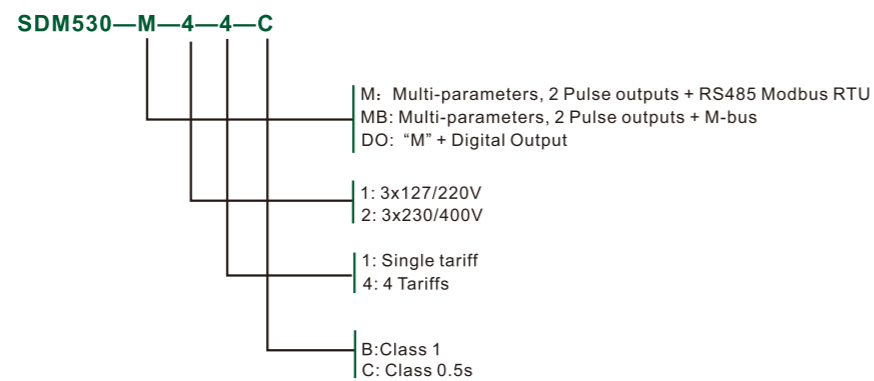 SDM530—M—4—4—C
M： Multi-parameters, 2 Pulse outputs + RS485 Modbus RTU
MB: Multi-parameters, 2 Pulse outputs + M-bus
DO: “M” + Digital Output
1: 3x127/220V
2: 3x230/400V
1: Single tariff
4: 4 Tariffs
B:Class 1
C: Class 0.5s